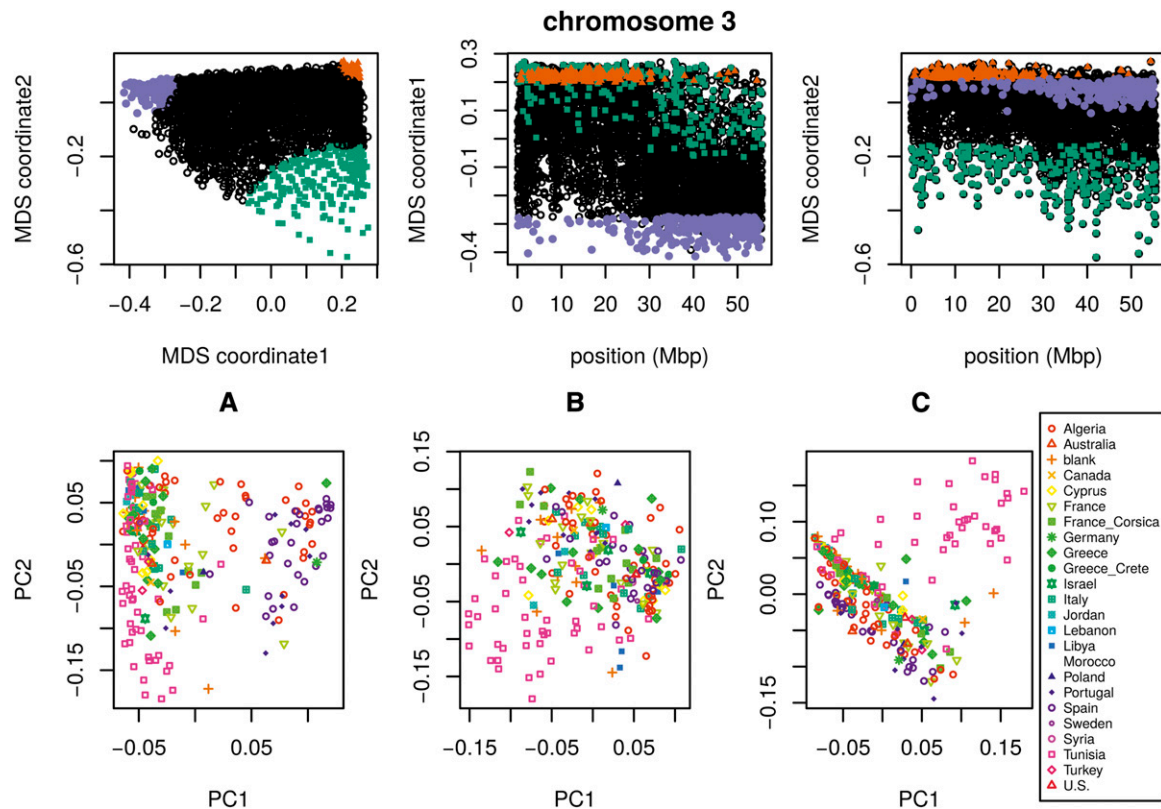 chromosome 3
MDS coordinate2
−0.6
−0.2
−0.4
−0.2
0.0
0.2
MDS coordinate1
MDS coordinate1
−0.4
−0.1
0.1
0.3
0 10 20 30 40 50
position (Mbp)
MDS coordinate2
−0.6
−0.2
0 10 20 30 40 50
position (Mbp)
A
PC2
−0.15
−0.05
0.05
−0.05
0.05
PC1
B
PC2
−0.15
−0.05
0.05
0.15
−0.15
−0.05
0.05
PC1
C
PC2
−0.15
0.00
0.10
−0.05
0.05
0.15
PC1
Algeria
Australia
blank
Canada
Cyprus
France
France_Corsica
Germany
Greece
Greece_Crete
Israel
Italy
Jordan
Lebanon
Libya
Morocco
Poland
Portugal
Spain
Sweden
Syria
Tunisia
Turkey
U.S.